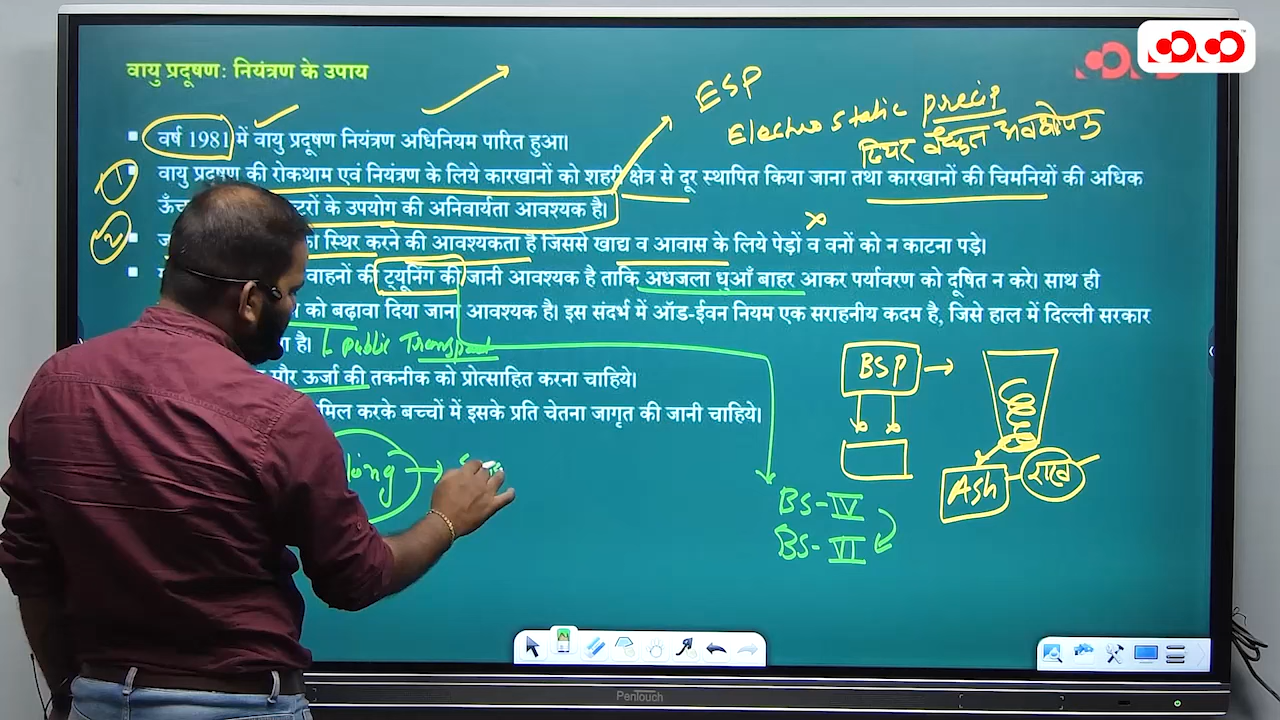 वायु प्रदूषण: नियंत्रण के उपाय
वर्ष 1981 में वायु प्रदूषण नियंत्रण अधिनियम पारित हुआ।
वायु प्रदूषण की रोकथाम एवं नियंत्रण के लिये कारखानों को शहरी क्षेत्र से दूर स्थापित किया जाना तथा कारखानों की चिमनियों की अधिक
टरों के उपयोग की अनिवार्यता आवश्यक है।
स्थिर करने की आवश्यकता है जिससे खाद्य व आवास के लिये पेड़ों व वनों को न काटना पड़े।
वाहनों की ट्यूनिंग की जानी आवश्यक है ताकि अधजला धुआँ बाहर आकर पर्यावरण को दूषित न करे। साथ ही
को बढ़ावा दिया जाना आवश्यक है। इस संदर्भ में ऑड-ईवन नियम एक सराहनीय कदम है, जिसे हाल में दिल्ली सरकार
है।
public Transport
सौर ऊर्जा की तकनीक को प्रोत्साहित करना चाहिये।
मिल करके बच्चों में इसके प्रति चेतना जागृत की जानी चाहिये।
1
2
ESP
Electro static precip
स्थिर वैद्युत अवक्षेपक
BSP
Ash
राख
BS-IV
BS-VI
PenTouch